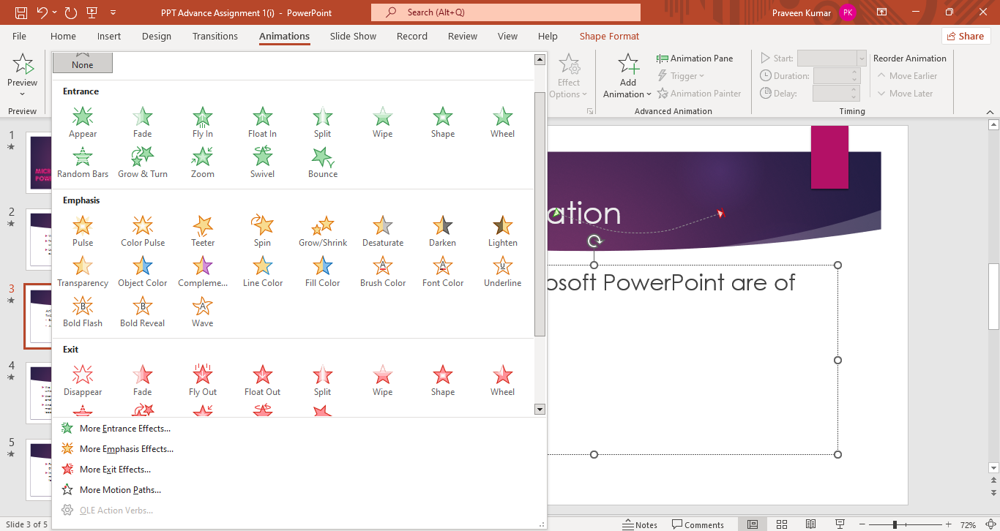 PPT Advance Assignment 1(i) - PowerPoint
Search (Alt+Q)
Praveen Kumar
PK
File Home Insert Design Transitions Animations Slide Show Record Review View Help Shape Format
Share
Preview
Preview
None
Effect
Options
Add
Animation
Animation Pane
Trigger
Animation Painter
Advanced Animation
Start:
Duration:
Delay:
Reorder Animation
Move Earlier
Move Later
Timing
Entrance
Appear Fade Fly In Float In Split Wipe Shape Wheel
Random Bars Grow & Turn Zoom Swivel Bounce
Emphasis
Pulse Color Pulse Teeter Spin Grow/Shrink Desaturate Darken Lighten
Transparency Object Color Compleme... Line Color Fill Color Brush Color Font Color Underline
Bold Flash Bold Reveal Wave
Exit
Disappear Fade Fly Out Float Out Split Wipe Shape Wheel
More Entrance Effects...
More Emphasis Effects...
More Exit Effects...
More Motion Paths...
OLE Action Verbs...
1
2
3
4
5
ation
osoft PowerPoint are of
Slide 3 of 5
Notes
Comments
72%